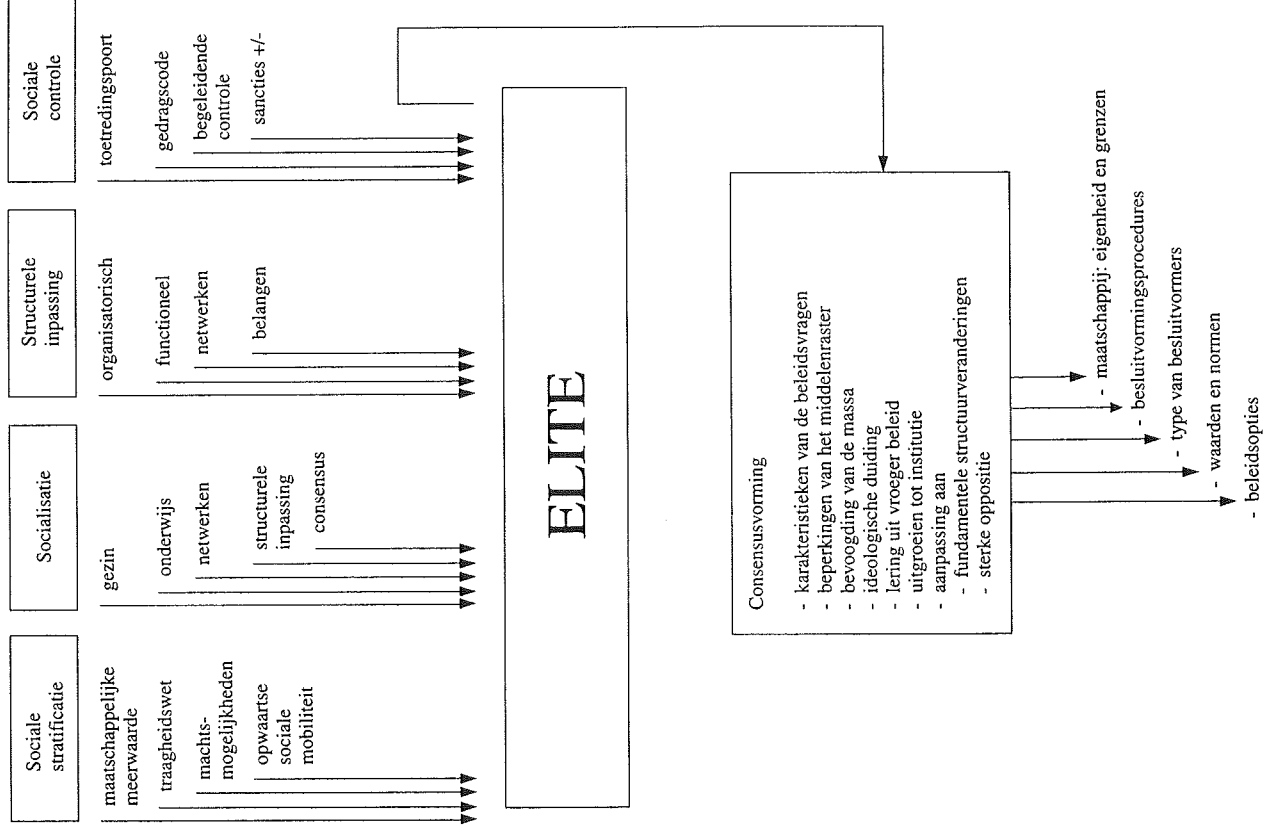 Sociale
stratificatie
maatschappelijke
meerwaarde
traagheidswet
machts-
mogelijkheden
opwaartse
sociale
mobiliteit
Socialisatie
gezin
onderwijs
netwerken
structurele
inpassing
consensus
Structurele
inpassing
organisatorisch
functioneel
netwerken
belangen
Sociale
controle
toetredingspoort
gedragscode
begeleidende
controle
sancties +/-
ELITE
Consensusvorming
- karakteristieken van de beleidsvragen
- beperkingen van het middelenraster
- bevoogding van de massa
- ideologische duiding
- lering uit vroeger beleid
- uitgroeien tot institutie
- aanpassing aan
- fundamentele structuurveranderingen
- sterke oppositie
- maatschappij: eigenheid en grenzen
- besluitvormingsprocedures
- type van besluitvormers
- waarden en normen
- beleidsopties